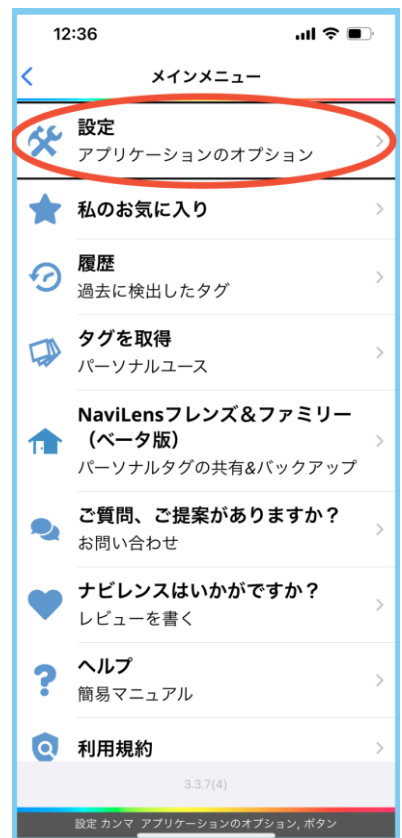 12:36
メインメニュー
設定
アプリケーションのオプション
私のお気に入り
履歴
過去に検出したタグ
タグを取得
パーソナルユース
NaviLensフレンズ&ファミリー
（ベータ版）
パーソナルタグの共有&バックアップ
ご質問、ご提案がありますか？
お問い合わせ
ナビレンスはいかがですか？
レビューを書く
ヘルプ
簡易マニュアル
利用規約
3.3.7(4)
設定 カンマ アプリケーションのオプション, ボタン